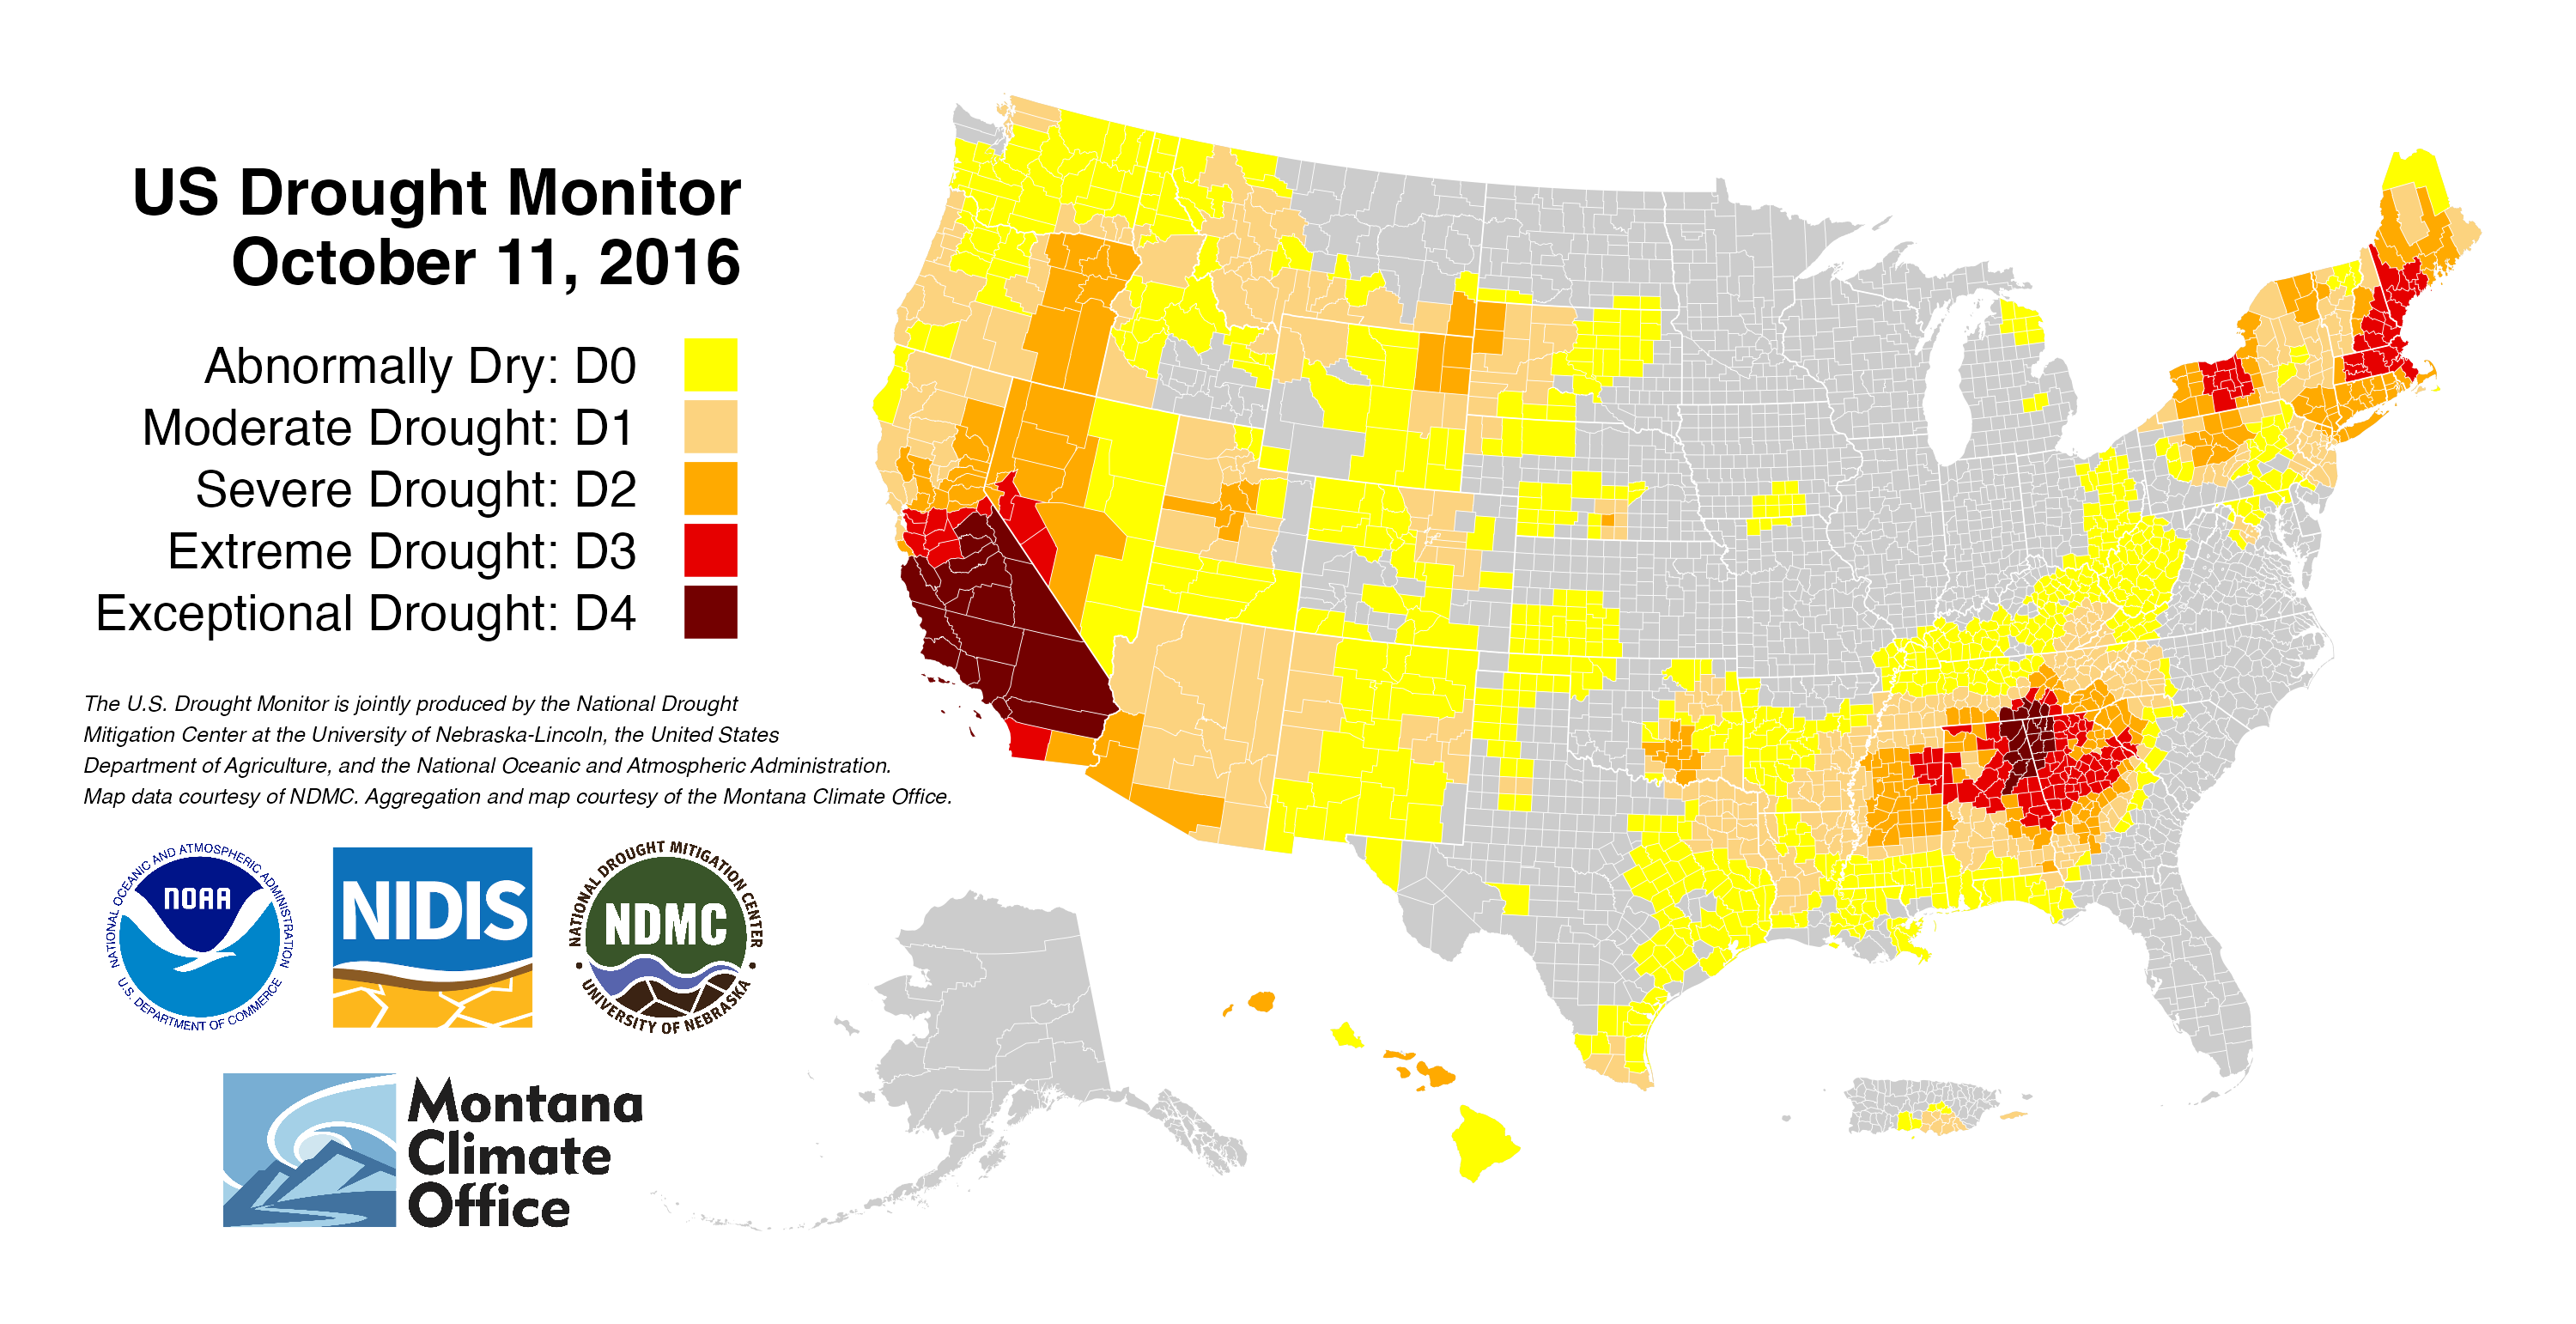 US Drought Monitor
October 11, 2016
Abnormally Dry: D0
Moderate Drought: D1
Severe Drought: D2
Extreme Drought: D3
Exceptional Drought: D4
The U.S. Drought Monitor is jointly produced by the National Drought
Mitigation Center at the University of Nebraska-Lincoln, the United States
Department of Agriculture, and the National Oceanic and Atmospheric Administration.
Map data courtesy of NDMC. Aggregation and map courtesy of the Montana Climate Office.
NATIONAL OCEANIC AND ATMOSPHERIC ADMINISTRATION
NOAA
U.S. DEPARTMENT OF COMMERCE
NIDIS
NATIONAL DROUGHT MITIGATION CENTER
NDMC
UNIVERSITY OF NEBRASKA
Montana
Climate
Office